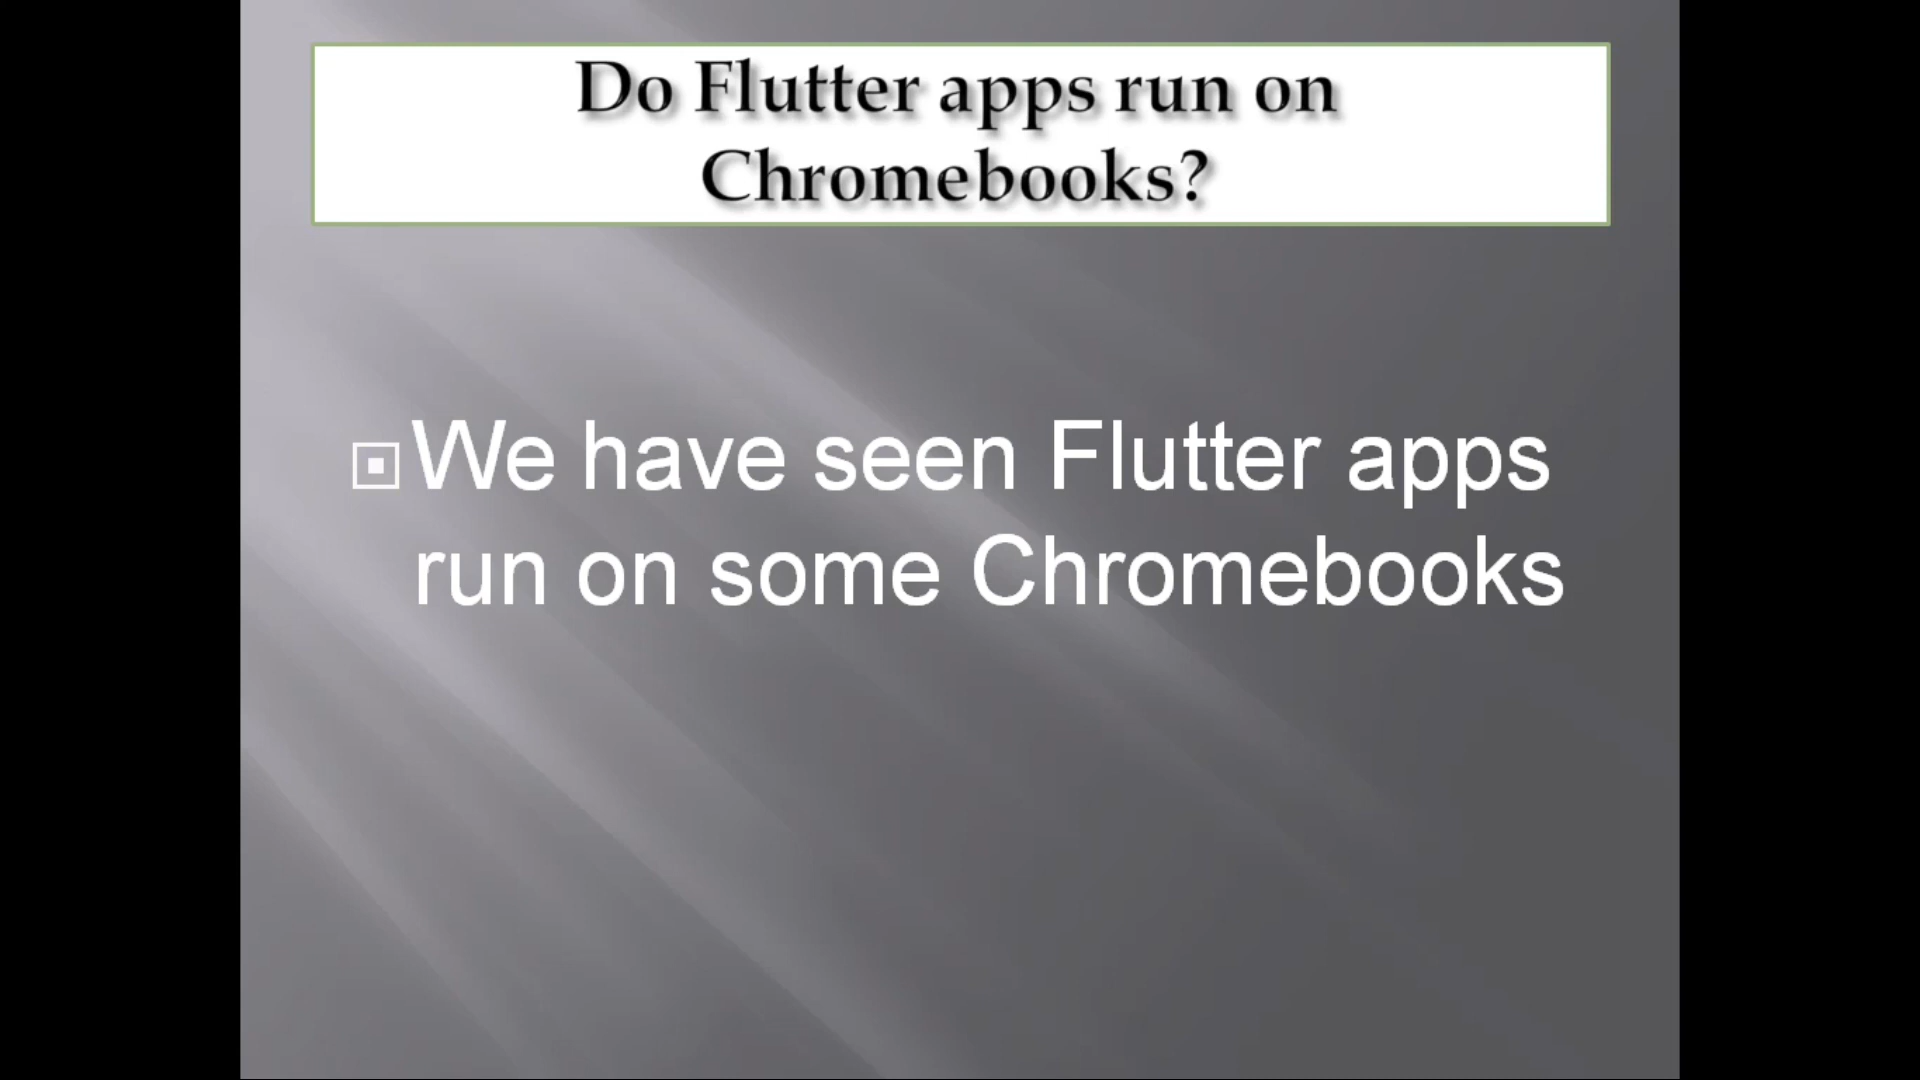 Do Flutter apps run on
Chromebooks?
We have seen Flutter apps
run on some Chromebooks